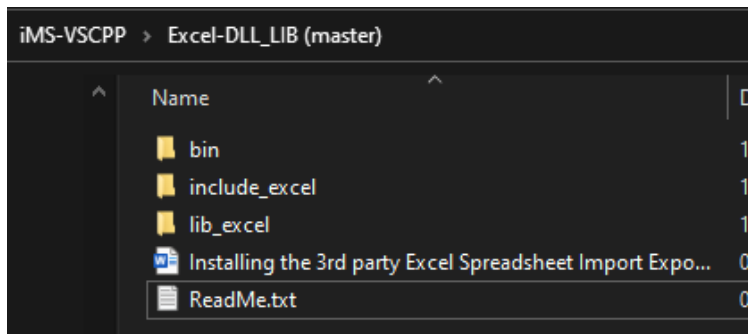 iMS-VSCPP > Excel-DLL_LIB (master)
Name
bin
include_excel
lib_excel
Installing the 3rd party Excel Spreadsheet Import Expo...
ReadMe.txt